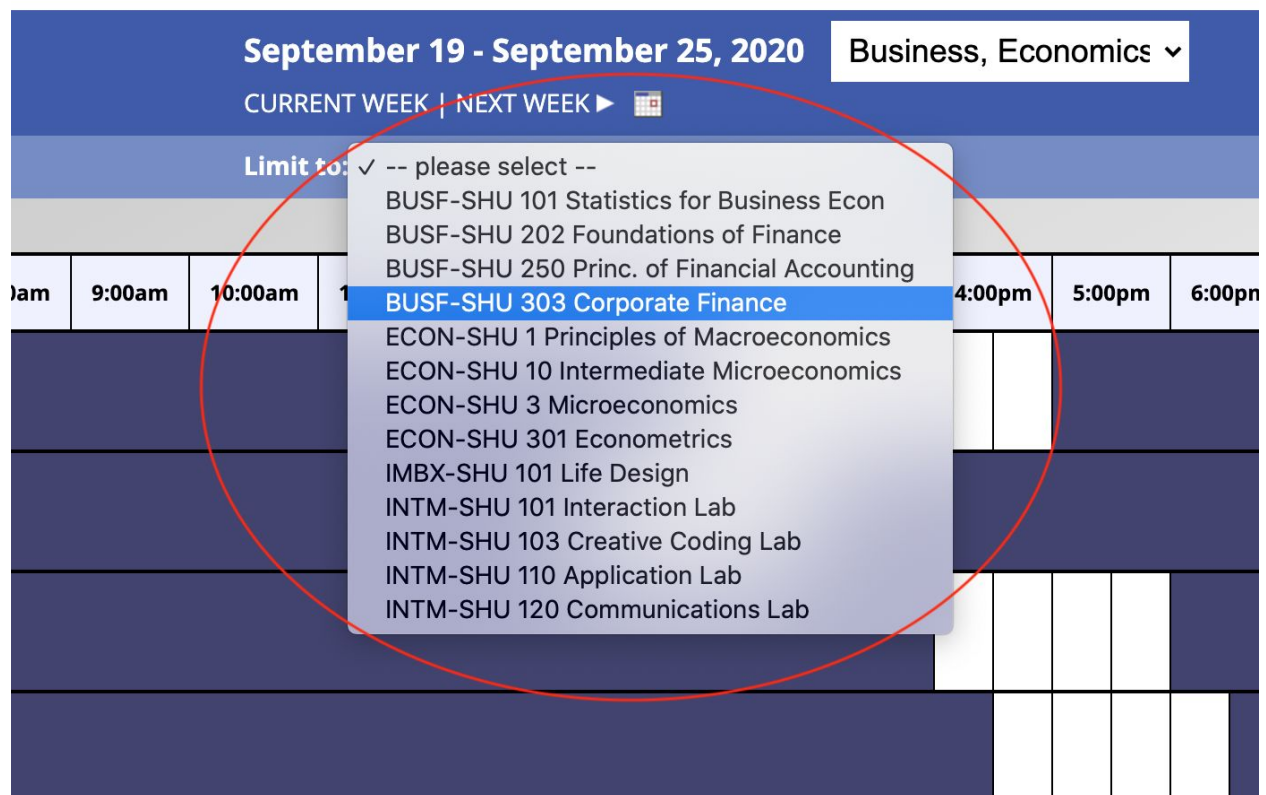 September 19 - September 25, 2020 Business, Economics
CURRENT WEEK | NEXT WEEK ▶
Limit to: ✓ -- please select --
BUSF-SHU 101 Statistics for Business Econ
BUSF-SHU 202 Foundations of Finance
BUSF-SHU 250 Princ. of Financial Accounting
9:00am 10:00am 4:00pm 5:00pm
BUSF-SHU 303 Corporate Finance
ECON-SHU 1 Principles of Macroeconomics
ECON-SHU 10 Intermediate Microeconomics
ECON-SHU 3 Microeconomics
ECON-SHU 301 Econometrics
IMBX-SHU 101 Life Design
INTM-SHU 101 Interaction Lab
INTM-SHU 103 Creative Coding Lab
INTM-SHU 110 Application Lab
INTM-SHU 120 Communications Lab